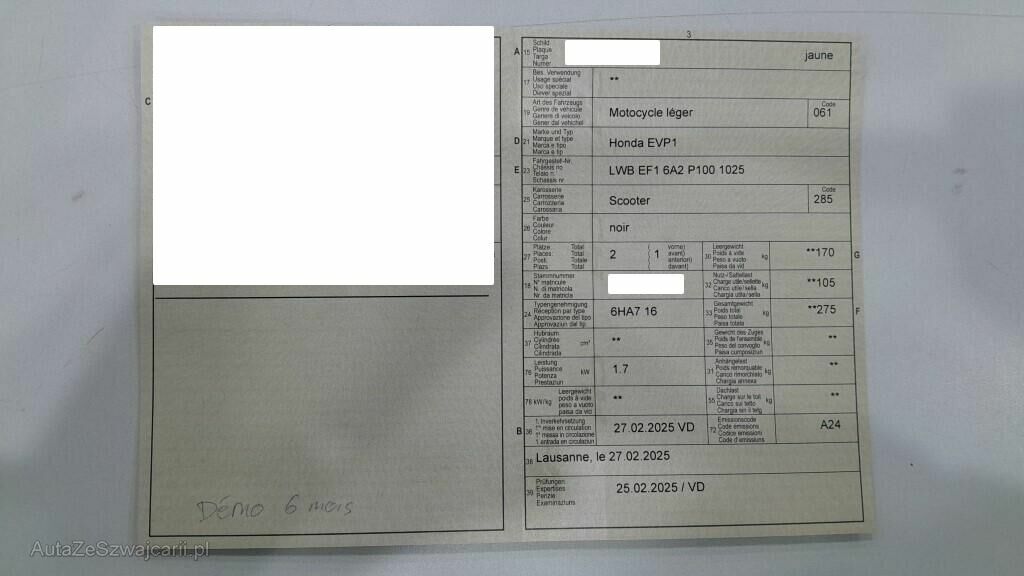 3
A 15 Schild
Plaque
Targa
Numer
jaune
17 Bes. Verwendung
Usage spécial
Uso speciale
Diever spezial
**
C
19 Art des Fahrzeugs
Genre de véhicule
Genere di veicolo
Gener dal vehichel
Motocycle léger
Code
061
D 21 Marke und Typ
Marque et type
Marca e tipo
Marca e tip
Honda EVP1
E 23 Fahrgestell-Nr.
Châssis no
Telaio n.
Schassis nr
LWB EF1 6A2 P100 1025
25 Karosserie
Carrosserie
Carrozzeria
Carossaria
Scooter
Code
285
26 Farbe
Couleur
Colore
Colur
noir
27 Plätze Total
Places: Total
Posti: Totale
Plazs: Total
2
( vorne)
( avant)
anteriori)
( davant)
1
30 Leergewicht
Poids à vide
Peso a vuoto
Paisa da vid
kg
**170
G
18 Stammnummer
N° matricule
N. di matricola
Nr. da matricla
32 Nutz-/Sattellast
Charge utile/sellette
Carico utile/sella
Chargia utila/sella
kg
**105
24 Typengenehmigung
Réception par type
Approvazione del tipo
Approvaziun dal tip
6HA7 16
33 Gesamtgewicht
Poids total
Peso totale
Paisa totala
kg
**275
F
37 Hubraum
Cylindrée
Cilindrata
Cilindrada
cm³
**
35 Gewicht des Zuges
Poids de l'ensemble
Peso del convoglio
Paisa cumposiziun
kg
**
76 Leistung
Puissance
Potenza
Prestaziun
kW
1.7
31 Anhängelast
Poids remorquable
Carico rimorchiato
Chargia annexa
kg
**
78 kW/kg
Leergewicht
poids à vide
peso a vuoto
paisa da vid
**
55 Dachlast
Charge sur le toit
Carico sul tetto
Chargia sin il tetg
kg
**
B 36 1. Inverkehrsetzung
1re mise en circulation
1a messa in circolazione
1. entrada en circulaziun
27.02.2025 VD
72 Emissionscode
Code émissions
Codice emissioni
Code d'emissiuns
A24
38 Lausanne, le 27.02.2025
39 Prüfungen
Expertises
Perizie
Examinaziuns
25.02.2025 / VD
Démo 6 mois
AutaZeSzwajcarii.pl